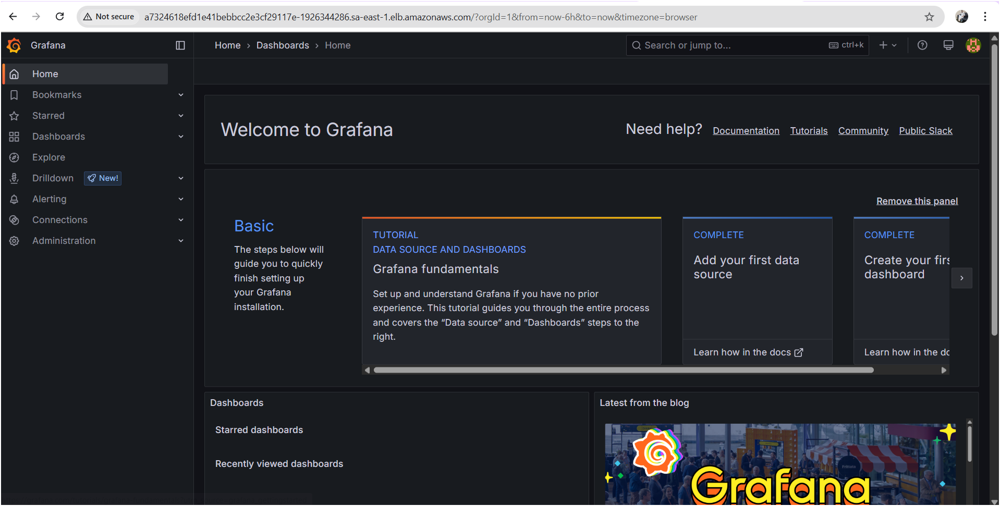 Not secure
a7324618efd1e41bebbcc2e3cf29117e-1926344286.sa-east-1.elb.amazonaws.com/?orgId=1&from=now-6h&to=now&timezone=browser
Grafana
Home › Dashboards › Home
Search or jump to...
ctrl+k
Home
Bookmarks
Starred
Dashboards
Explore
Drilldown
New!
Alerting
Connections
Administration
Welcome to Grafana
Need help?
Documentation
Tutorials
Community
Public Slack
Remove this panel
Basic
The steps below will
guide you to quickly
finish setting up
your Grafana
installation.
TUTORIAL
DATA SOURCE AND DASHBOARDS
Grafana fundamentals
Set up and understand Grafana if you have no prior
experience. This tutorial guides you through the entire process
and covers the “Data source” and “Dashboards” steps to the
right.
COMPLETE
Add your first data
source
Learn how in the docs
COMPLETE
Create your firs
dashboard
Learn how in the do
Dashboards
Starred dashboards
Recently viewed dashboards
Latest from the blog
Grafana